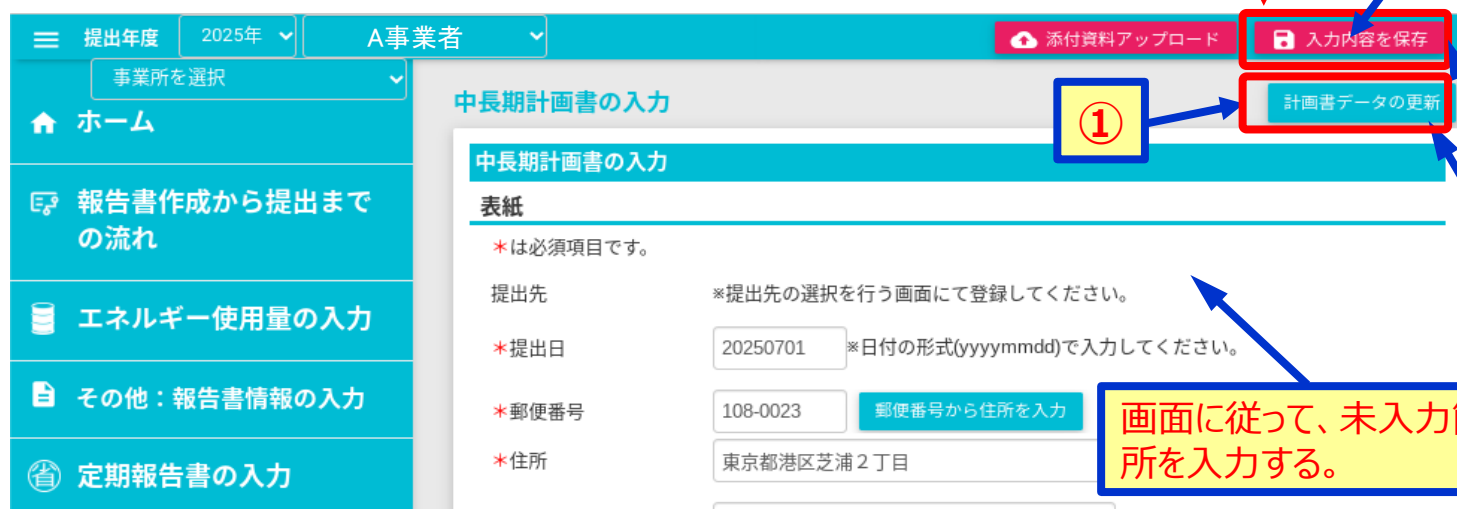 提出年度 2025年 A事業者 添付資料アップロード 入力内容を保存
事業所を選択
ホーム
報告書作成から提出まで
の流れ
エネルギー使用量の入力
その他：報告書情報の入力
定期報告書の入力
中長期計画書の入力
① 計画書データの更新
中長期計画書の入力
表紙
＊は必須項目です。
提出先 ※提出先の選択を行う画面にて登録してください。
＊提出日 20250701 ※日付の形式(yyyymmdd)で入力してください。
＊郵便番号 108-0023 郵便番号から住所を入力
＊住所 東京都港区芝浦２丁目
画面に従って、未入力箇
所を入力する。